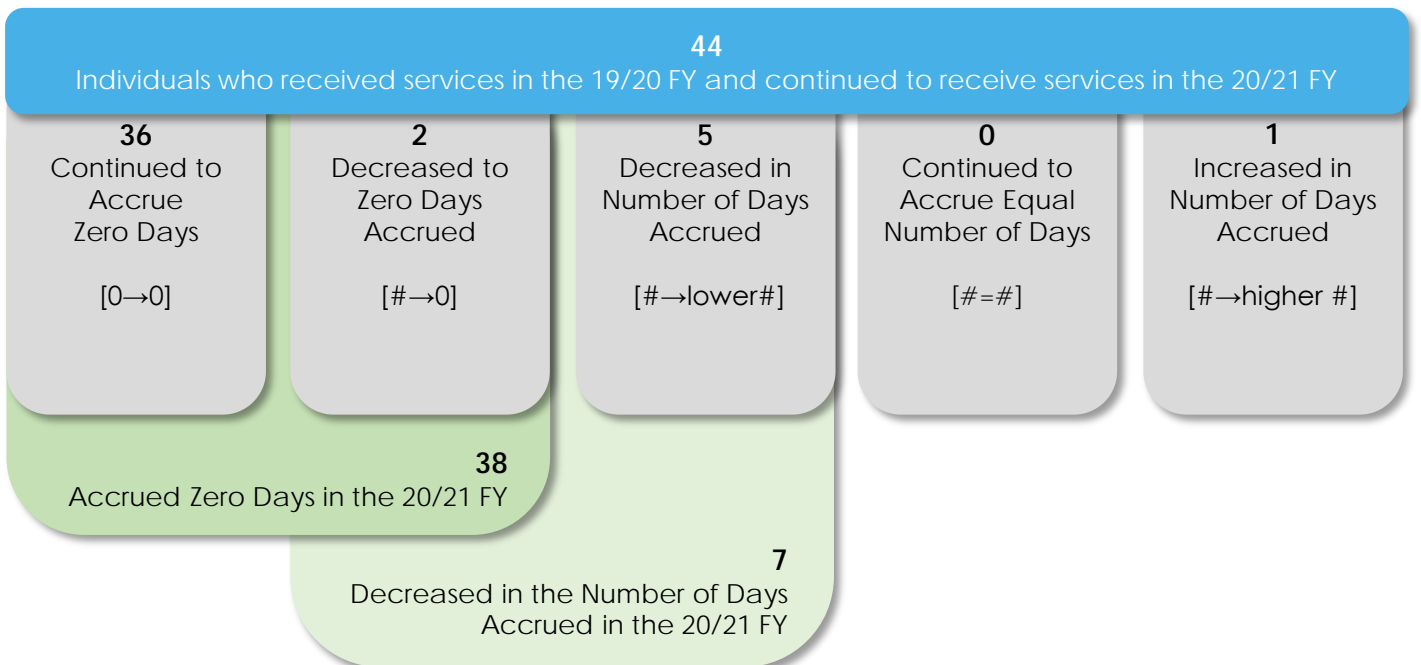 44
Individuals who received services in the 19/20 FY and continued to receive services in the 20/21 FY
36
Continued to
Accrue
Zero Days
[0→0]
2
Decreased to
Zero Days
Accrued
[#→0]
5
Decreased in
Number of Days
Accrued
[#→lower#]
0
Continued to
Accrue Equal
Number of Days
[#=#]
1
Increased in
Number of Days
Accrued
[#→higher #]
38
Accrued Zero Days in the 20/21 FY
7
Decreased in the Number of Days
Accrued in the 20/21 FY